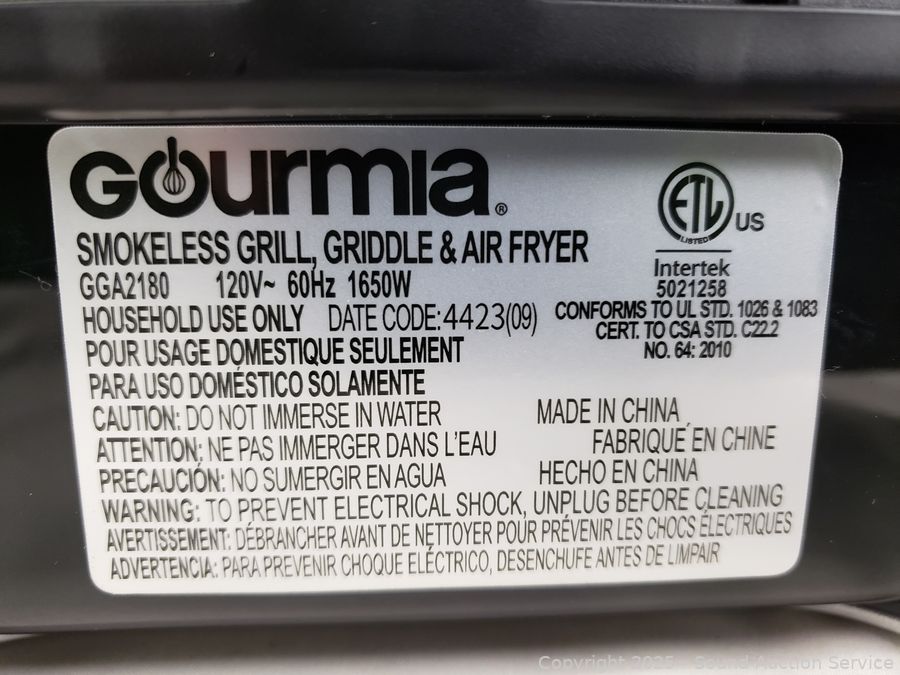 GOURMIA®
SMOKELESS GRILL, GRIDDLE & AIR FRYER
GGA2180 120V~ 60Hz 1650W
HOUSEHOLD USE ONLY DATE CODE: 4423(09)
POUR USAGE DOMESTIQUE SEULEMENT
PARA USO DOMÉSTICO SOLAMENTE
CAUTION: DO NOT IMMERSE IN WATER
ATTENTION: NE PAS IMMERGER DANS L'EAU
PRECAUCIÓN: NO SUMERGIR EN AGUA
ETL US
LISTED
Intertek
5021258
CONFORMS TO UL STD. 1026 & 1083
CERT. TO CSA STD. C22.2
NO. 64: 2010
MADE IN CHINA
FABRIQUÉ EN CHINE
HECHO EN CHINA
WARNING: TO PREVENT ELECTRICAL SHOCK, UNPLUG BEFORE CLEANING
AVERTISSEMENT: DÉBRANCHER AVANT DE NETTOYER POUR PRÉVENIR LES CHOCS ÉLECTRIQUES
ADVERTENCIA: PARA PREVENIR CHOQUE ELÉCTRICO, DESENCHUFE ANTES DE LIMPIAR
Copyright 2025 - Sound Auction Service